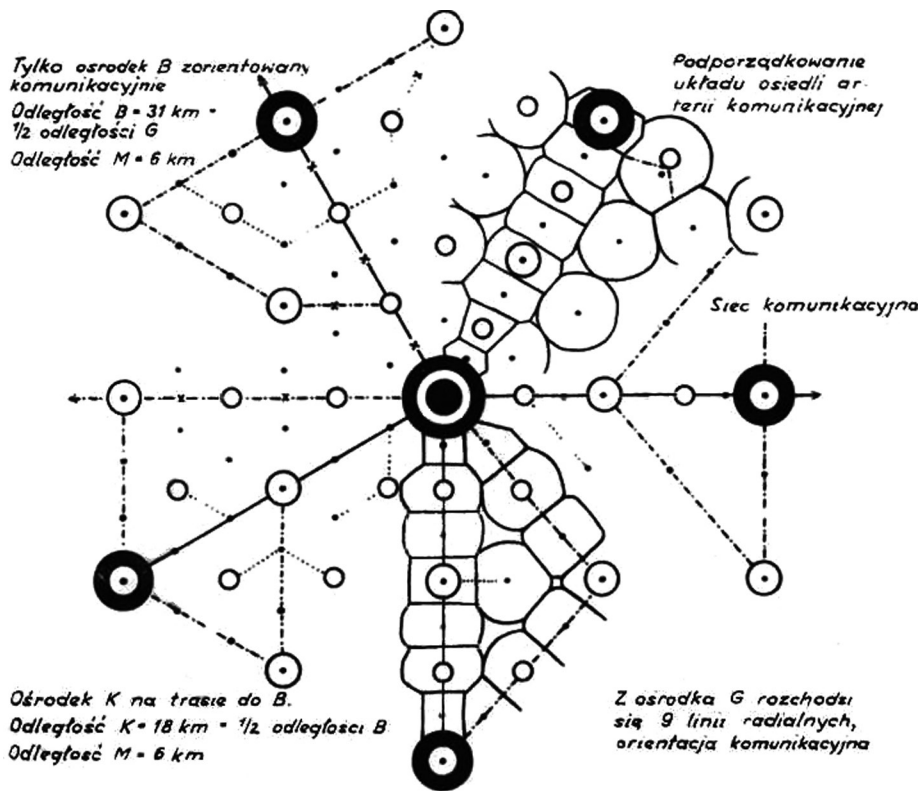 Tylko osrodek B zorientowany
komunikacyjnie
Odległość B = 31 km -
1/2 odległości G
Odległość M = 6 km
Podporządkowanie
układu osiedli ar-
terii komunikacyjnej
Siec komunikacyjna
Ośrodek K na trasie do B.
Odległość K = 18 km = 1/2 odległości B
Odległość M = 6 km
Z ośrodka G rozchodzi
się 9 linii radialnych,
orientacja komunikacyjna